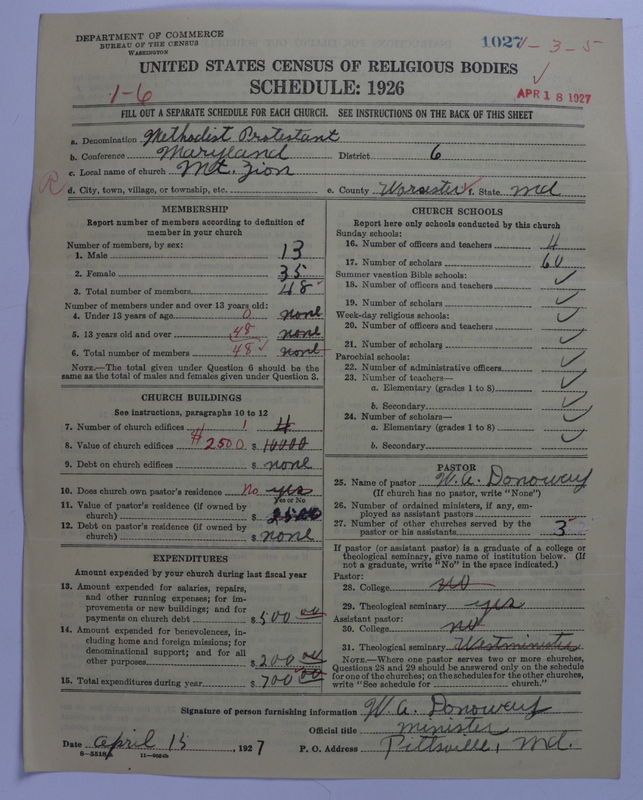 DEPARTMENT OF COMMERCE
BUREAU OF THE CENSUS
WASHINGTON
1027 1-3-5
UNITED STATES CENSUS OF RELIGIOUS BODIES
SCHEDULE: 1926
1-6
APR 18 1927
FILL OUT A SEPARATE SCHEDULE FOR EACH CHURCH. SEE INSTRUCTIONS ON THE BACK OF THIS SHEET
a. Denomination Methodist Protestant
b. Conference Maryland District 6
c. Local name of church Mt. Zion
R d. City, town, village, or township, etc. e. County Worcester f. State Md
MEMBERSHIP
Report number of members according to definition of
member in your church
Number of members, by sex:
1. Male 13
2. Female 35
3. Total number of members 48
Number of members under and over 13 years old:
4. Under 13 years of age 0 none
5. 13 years old and over 48 none
6. Total number of members 48 none
NOTE.—The total given under Question 6 should be
same as the total of males and females given under Question 3.
CHURCH BUILDINGS
See instructions, paragraphs 10 to 12
7. Number of church edifices 1 4
8. Value of church edifices #2500 $ 10000
9. Debt on church edifices $ none
10. Does church own pastor's residence No yes
Yes or No
11. Value of pastor's residence (if owned by
church) $ 2500
12. Debt on pastor's residence (if owned by
church) $ none
EXPENDITURES
Amount expended by your church during last fiscal year
13. Amount expended for salaries, repairs,
and other running expenses; for im-
provements or new buildings; and for
payments on church debt $ 500 00
14. Amount expended for benevolences, in-
cluding home and foreign missions; for
denominational support; and for all
other purposes $ 200 00
15. Total expenditures during year $ 700 00
CHURCH SCHOOLS
Report here only schools conducted by this church
Sunday schools:
16. Number of officers and teachers 4
17. Number of scholars 60
Summer vacation Bible schools:
18. Number of officers and teachers
19. Number of scholars
Week-day religious schools:
20. Number of officers and teachers
21. Number of scholars
Parochial schools:
22. Number of administrative officers
23. Number of teachers—
a. Elementary (grades 1 to 8)
b. Secondary
24. Number of scholars—
a. Elementary (grades 1 to 8)
b. Secondary
PASTOR
25. Name of pastor W. A. Donoway
(If church has no pastor, write "None")
26. Number of ordained ministers, if any, em-
ployed as assistant pastors
27. Number of other churches served by the
pastor or his assistants 3
If pastor (or assistant pastor) is a graduate of a college or
theological seminary, give name of institution below. (If
not a graduate, write "No" in the space indicated.)
Pastor:
28. College no
29. Theological seminary yes
Assistant pastor:
30. College no
31. Theological seminary Westminster
NOTE.—Where one pastor serves two or more churches,
Questions 28 and 29 should be answered only on the schedule
for one of the churches; on the schedules for the other churches,
write "See schedule for church."
Signature of person furnishing information W. A. Donoway
Official title minister
Date April 15, 1927 P. O. Address Pittsville, Md.